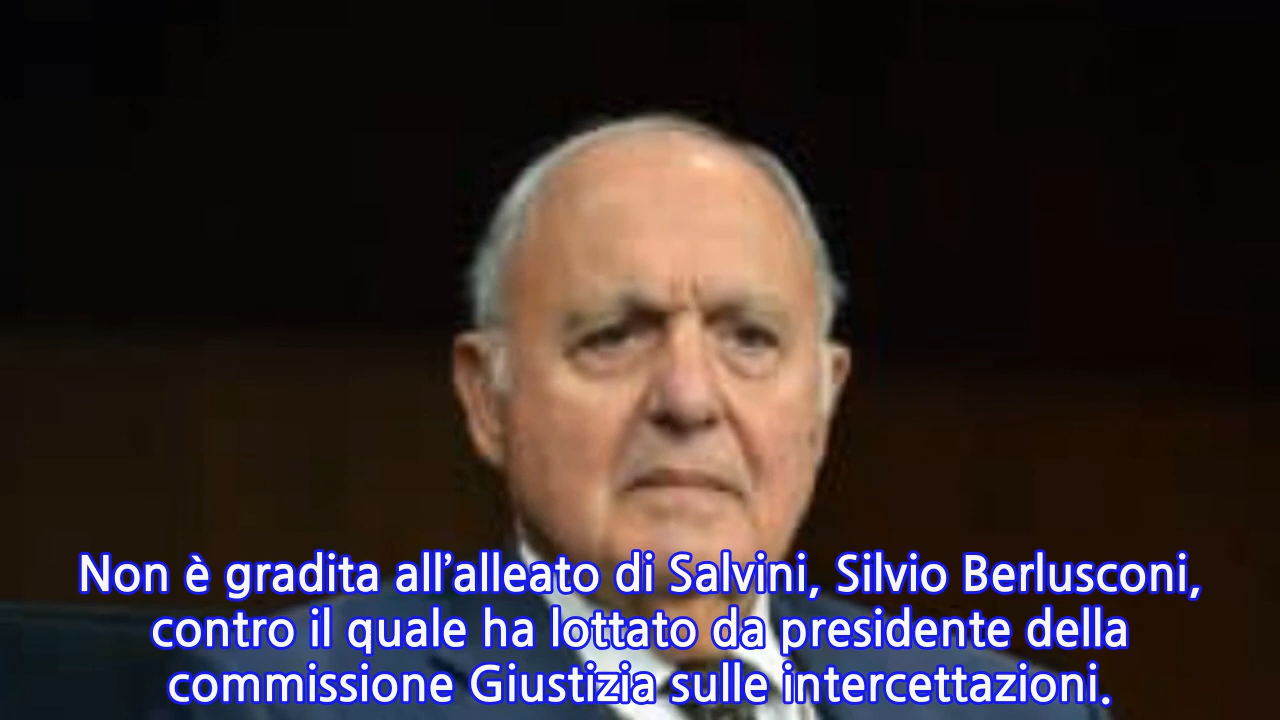 Non è gradita all'alleato di Salvini, Silvio Berlusconi,
contro il quale ha lottato da presidente della
commissione Giustizia sulle intercettazioni.